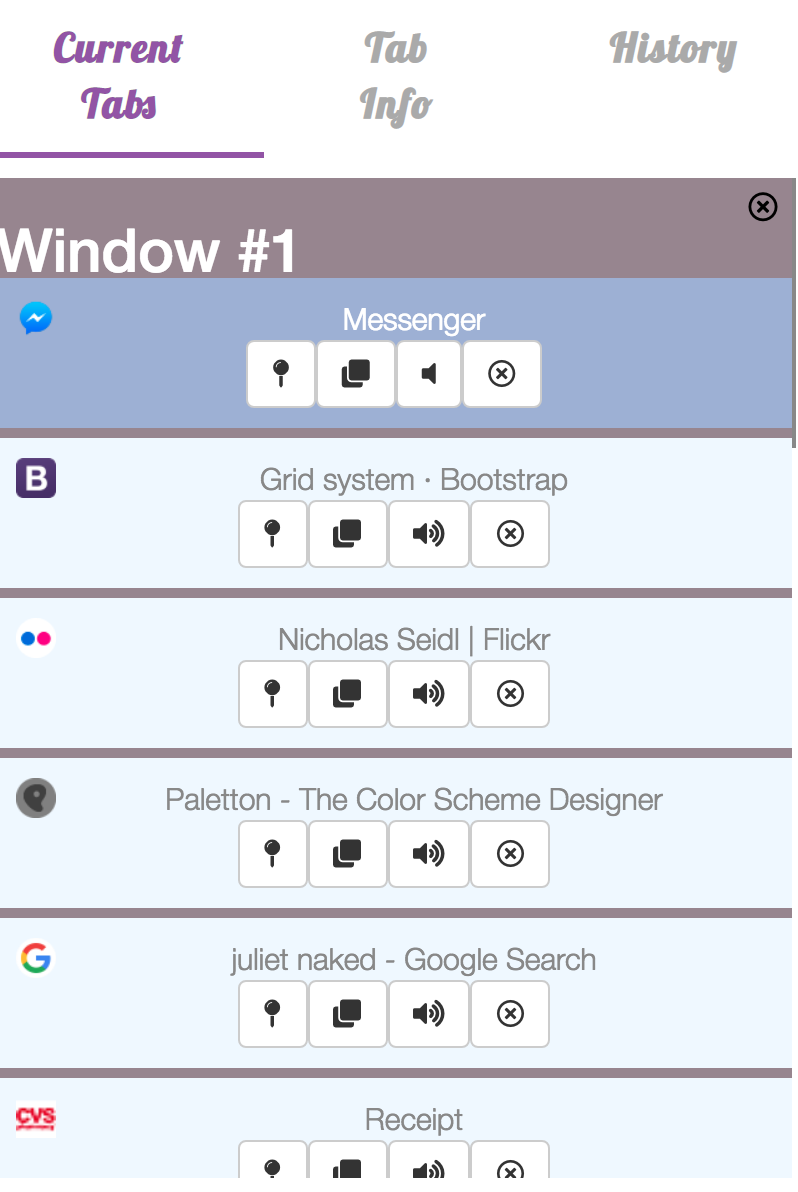 Current Tabs
Tab Info
History
Window #1
Messenger
B
Grid system · Bootstrap
Nicholas Seidl | Flickr
Paletton - The Color Scheme Designer
G
juliet naked - Google Search
CVS
Receipt